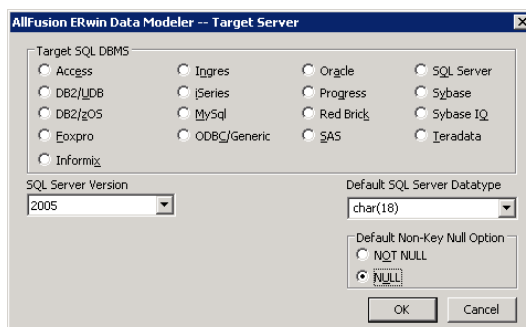 AllFusion ERwin Data Modeler -- Target Server
Target SQL DBMS
Access Ingres Oracle SQL Server
DB2/UDB iSeries Progress Sybase
DB2/zOS MySql Red Brick Sybase IQ
Foxpro ODBC/Generic SAS Teradata
Informix
SQL Server Version Default SQL Server Datatype
2005 char(18)
Default Non-Key Null Option
NOT NULL
NULL
OK Cancel